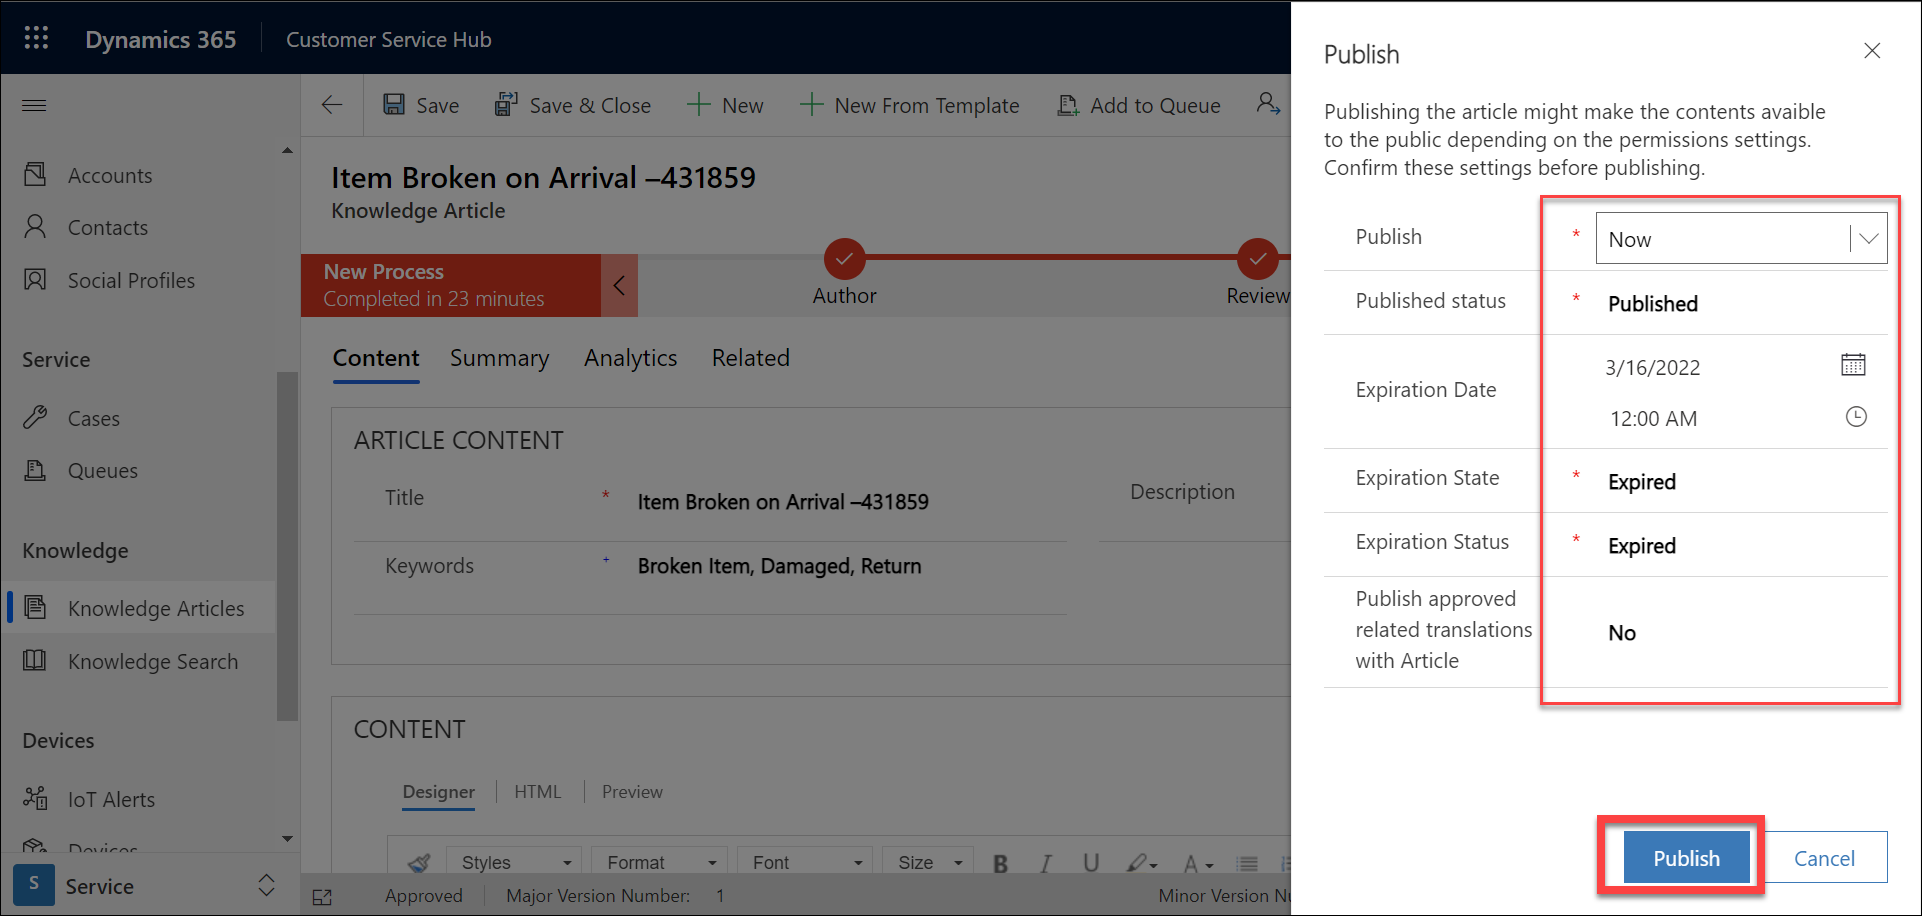 Dynamics 365
Customer Service Hub
Save
Save & Close
New
New From Template
Add to Queue
Accounts
Contacts
Social Profiles
Service
Cases
Queues
Knowledge
Knowledge Articles
Knowledge Search
Devices
IoT Alerts
Devices
S
Service
Item Broken on Arrival –431859
Knowledge Article
New Process
Completed in 23 minutes
Author
Review
Content
Summary
Analytics
Related
ARTICLE CONTENT
Title
*
Item Broken on Arrival –431859
Description
Keywords
+
Broken Item, Damaged, Return
CONTENT
Designer
HTML
Preview
Styles
Format
Font
Size
B
I
U
A
Approved
Major Version Number:
1
Minor Version Nu
Publish
Publishing the article might make the contents avaible
to the public depending on the permissions settings.
Confirm these settings before publishing.
Publish
*
Now
Published status
*
Published
Expiration Date
3/16/2022
12:00 AM
Expiration State
*
Expired
Expiration Status
*
Expired
Publish approved
related translations
with Article
No
Publish
Cancel